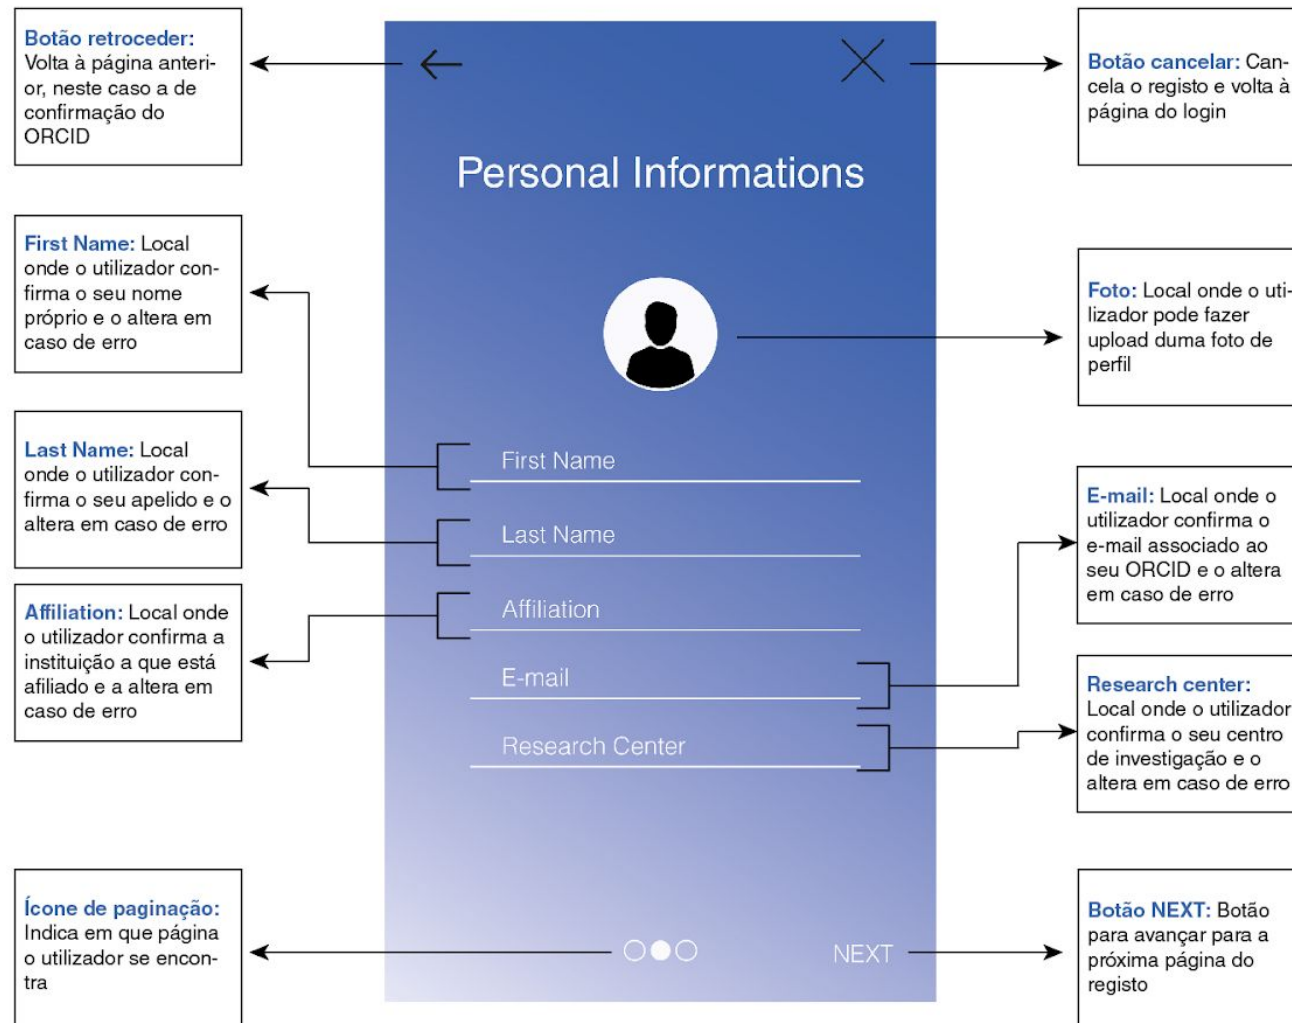 Botão retroceder:
Volta à página anteri-
or, neste caso a de
confirmação do
ORCID
Botão cancelar: Can-
cela o registo e volta à
página do login
Personal Informations
First Name: Local
onde o utilizador con-
firma o seu nome
próprio e o altera em
caso de erro
Foto: Local onde o uti-
lizador pode fazer
upload duma foto de
perfil
Last Name: Local
onde o utilizador con-
firma o seu apelido e o
altera em caso de erro
First Name
Last Name
Affiliation
E-mail
Research Center
E-mail: Local onde o
utilizador confirma o
e-mail associado ao
seu ORCID e o altera
em caso de erro
Affiliation: Local onde
o utilizador confirma a
instituição a que está
afiliado e a altera em
caso de erro
Research center:
Local onde o utilizador
confirma o seu centro
de investigação e o
altera em caso de erro
Ícone de paginação:
Indica em que página
o utilizador se encon-
tra
NEXT
Botão NEXT: Botão
para avançar para a
próxima página do
registo